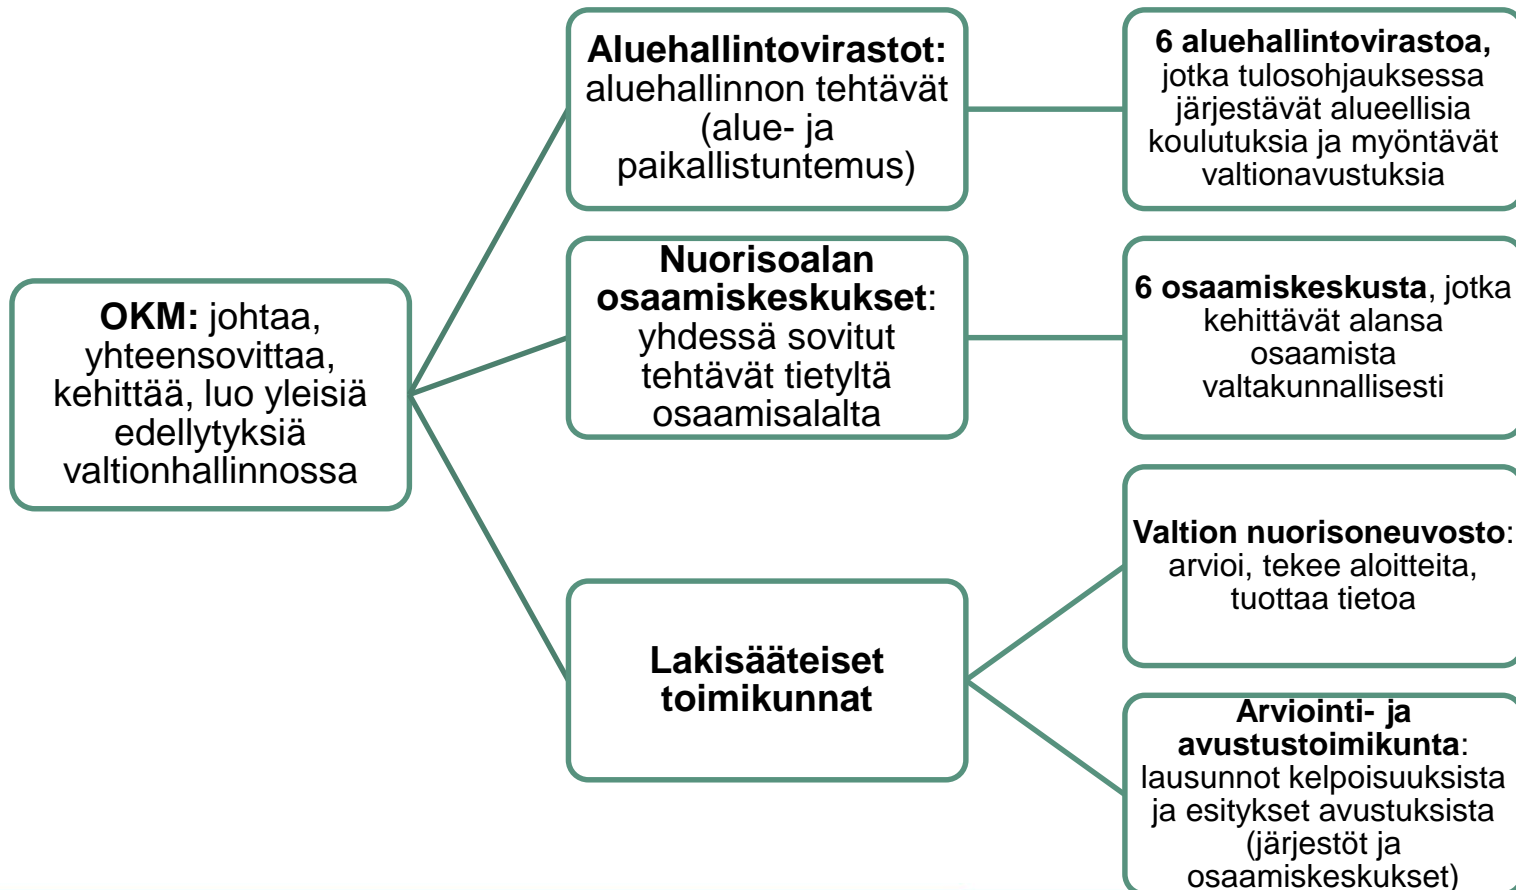 OKM: johtaa,
yhteensovittaa,
kehittää, luo yleisiä
edellytyksiä
valtionhallinnossa
Aluehallintovirastot:
aluehallinnon tehtävät
(alue- ja
paikallistuntemus)
6 aluehallintovirastoa,
jotka tulosohjauksessa
järjestävät alueellisia
koulutuksia ja myöntävät
valtionavustuksia
Nuorisoalan
osaamiskeskukset:
yhdessä sovitut
tehtävät tietyltä
osaamisalalta
6 osaamiskeskusta, jotka
kehittävät alansa
osaamista
valtakunnallisesti
Lakisääteiset
toimikunnat
Valtion nuorisoneuvosto:
arvioi, tekee aloitteita,
tuottaa tietoa
Arviointi- ja
avustustoimikunta:
lausunnot kelpoisuuksista
ja esitykset avustuksista
(järjestöt ja
osaamiskeskukset)